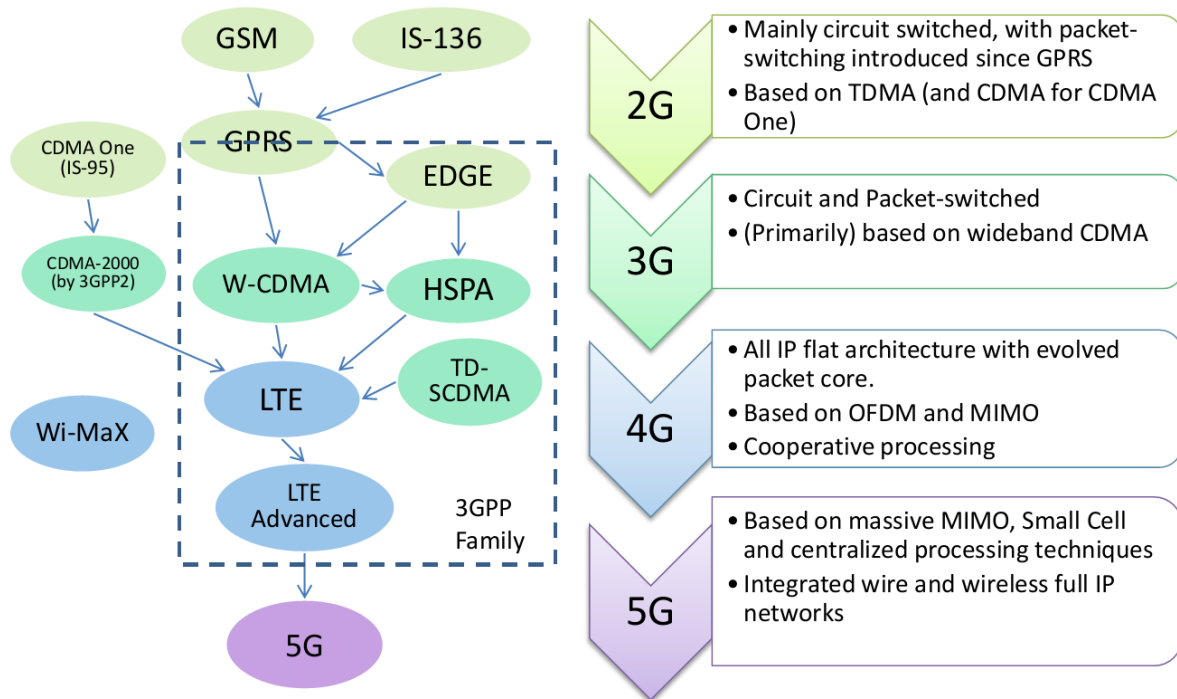 GSM
IS-136
GPRS
CDMA One
(IS-95)
EDGE
CDMA-2000
(by 3GPP2)
W-CDMA
HSPA
LTE
TD-
SCDMA
Wi-MaX
LTE
Advanced
3GPP
Family
5G
2G
• Mainly circuit switched, with packet-
switching introduced since GPRS
• Based on TDMA (and CDMA for CDMA
One)
3G
• Circuit and Packet-switched
• (Primarily) based on wideband CDMA
4G
• All IP flat architecture with evolved
packet core.
• Based on OFDM and MIMO
• Cooperative processing
5G
• Based on massive MIMO, Small Cell
and centralized processing techniques
• Integrated wire and wireless full IP
networks